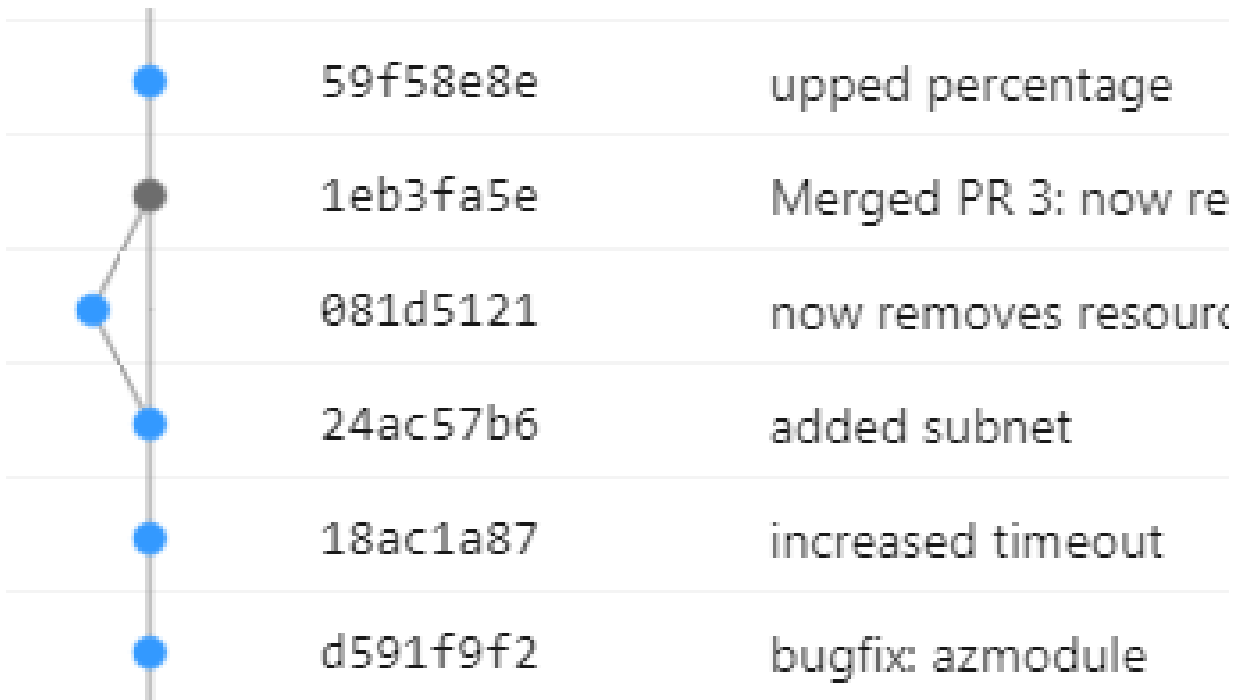 59f58e8e upped percentage
1eb3fa5e Merged PR 3: now re
081d5121 now removes resourc
24ac57b6 added subnet
18ac1a87 increased timeout
d591f9f2 bugfix: azmodule